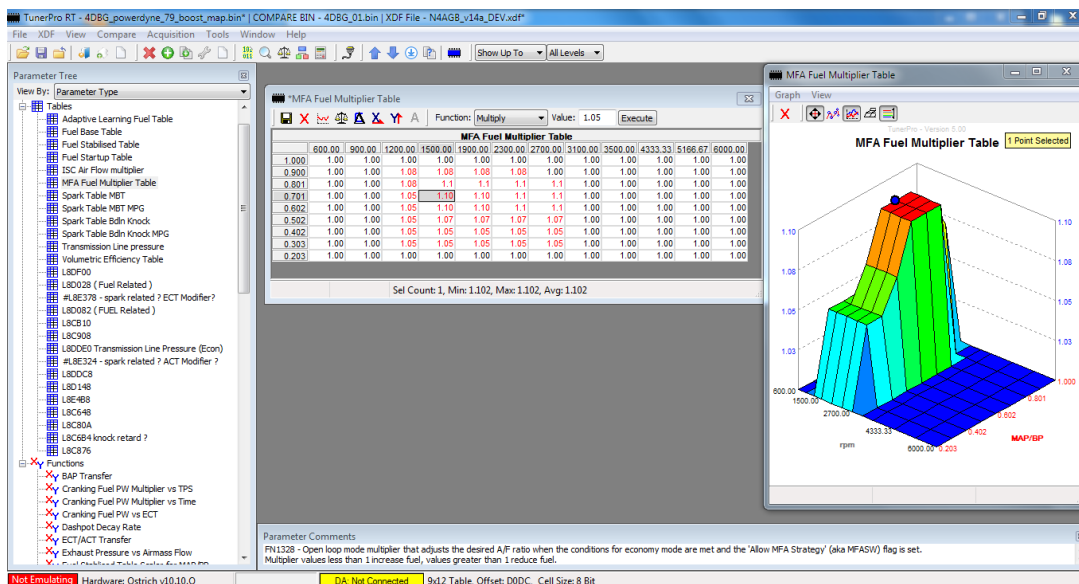 TunerPro RT - 4DBG_powerdyne_79_boost_map.bin* | COMPARE BIN - 4DBG_01.bin | XDF File - N4AGB_v14a_DEV.xdf*
File XDF View Compare Acquisition Tools Window Help
Show Up To All Levels
Parameter Tree
View By: Parameter Type
Tables
Adaptive Learning Fuel Table
Fuel Base Table
Fuel Stabilised Table
Fuel Startup Table
ISC Air Flow multiplier
MFA Fuel Multiplier Table
Spark Table MBT
Spark Table MBT MPG
Spark Table Bdln Knock
Spark Table Bdln Knock MPG
Transmission Line pressure
Volumetric Efficiency Table
L8DF00
L8D028 ( Fuel Related )
#L8E378 - spark related ? ECT Modifier?
L8D082 ( FUEL Related )
L8CB10
L8C908
L8DDE0 Transmission Line Pressure (Econ)
#L8E324 - spark related ? ACT Modifier ?
L8DDC8
L8D148
L8E4B8
L8C648
L8C80A
L8C6B4 knock retard ?
L8C876
Functions
BAP Transfer
Cranking Fuel PW Multiplier vs TPS
Cranking Fuel PW Multiplier vs Time
Cranking Fuel PW vs ECT
Dashpot Decay Rate
ECT/ACT Transfer
Exhaust Pressure vs Airmass Flow
Fuel Stabilised Table Scaler for MAP/BP
*MFA Fuel Multiplier Table
Function: Multiply Value: 1.05 Execute
MFA Fuel Multiplier Table
600.00 900.00 1200.00 1500.00 1900.00 2300.00 2700.00 3100.00 3500.00 4333.33 5166.67 6000.00
1.000 1.00 1.00 1.00 1.00 1.00 1.00 1.00 1.00 1.00 1.00 1.00 1.00
0.900 1.00 1.00 1.08 1.08 1.08 1.08 1.00 1.00 1.00 1.00 1.00 1.00
0.801 1.00 1.00 1.08 1.1 1.1 1.1 1.1 1.00 1.00 1.00 1.00 1.00
0.701 1.00 1.00 1.05 1.10 1.10 1.1 1.1 1.00 1.00 1.00 1.00 1.00
0.602 1.00 1.00 1.05 1.10 1.10 1.1 1.1 1.00 1.00 1.00 1.00 1.00
0.502 1.00 1.00 1.05 1.07 1.07 1.07 1.07 1.00 1.00 1.00 1.00 1.00
0.402 1.00 1.00 1.05 1.05 1.05 1.05 1.05 1.00 1.00 1.00 1.00 1.00
0.303 1.00 1.00 1.05 1.05 1.05 1.05 1.05 1.00 1.00 1.00 1.00 1.00
0.203 1.00 1.00 1.00 1.00 1.00 1.00 1.00 1.00 1.00 1.00 1.00 1.00
Sel Count: 1, Min: 1.102, Max: 1.102, Avg: 1.102
MFA Fuel Multiplier Table
Graph View
TunerPro - Version 5.00
MFA Fuel Multiplier Table
1 Point Selected
1.10
1.08
1.05
1.03
1.10
1.08
1.05
1.03
1.000
600.00
1500.00
2700.00
4333.33
6000.00
0.203
0.402
0.602
0.801
rpm
MAP/BP
Parameter Comments
FN1328 - Open loop mode multiplier that adjusts the desired A/F ratio when the conditions for economy mode are met and the 'Allow MFA Strategy' (aka MFASW) flag is set.
Multiplier values less than 1 increase fuel, values greater than 1 reduce fuel.
Not Emulating Hardware: Ostrich v10.10.O DA: Not Connected 9x12 Table, Offset: D0DC, Cell Size: 8 Bit